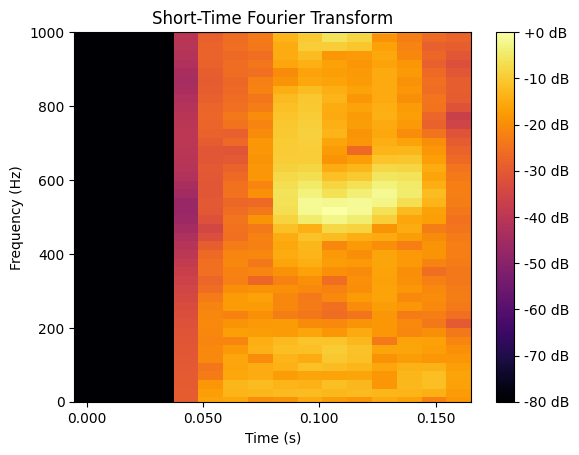 Short-Time Fourier Transform
Frequency (Hz)
1000
800
600
400
200
0
0.000
0.050
0.100
0.150
Time (s)
+0 dB
-10 dB
-20 dB
-30 dB
-40 dB
-50 dB
-60 dB
-70 dB
-80 dB